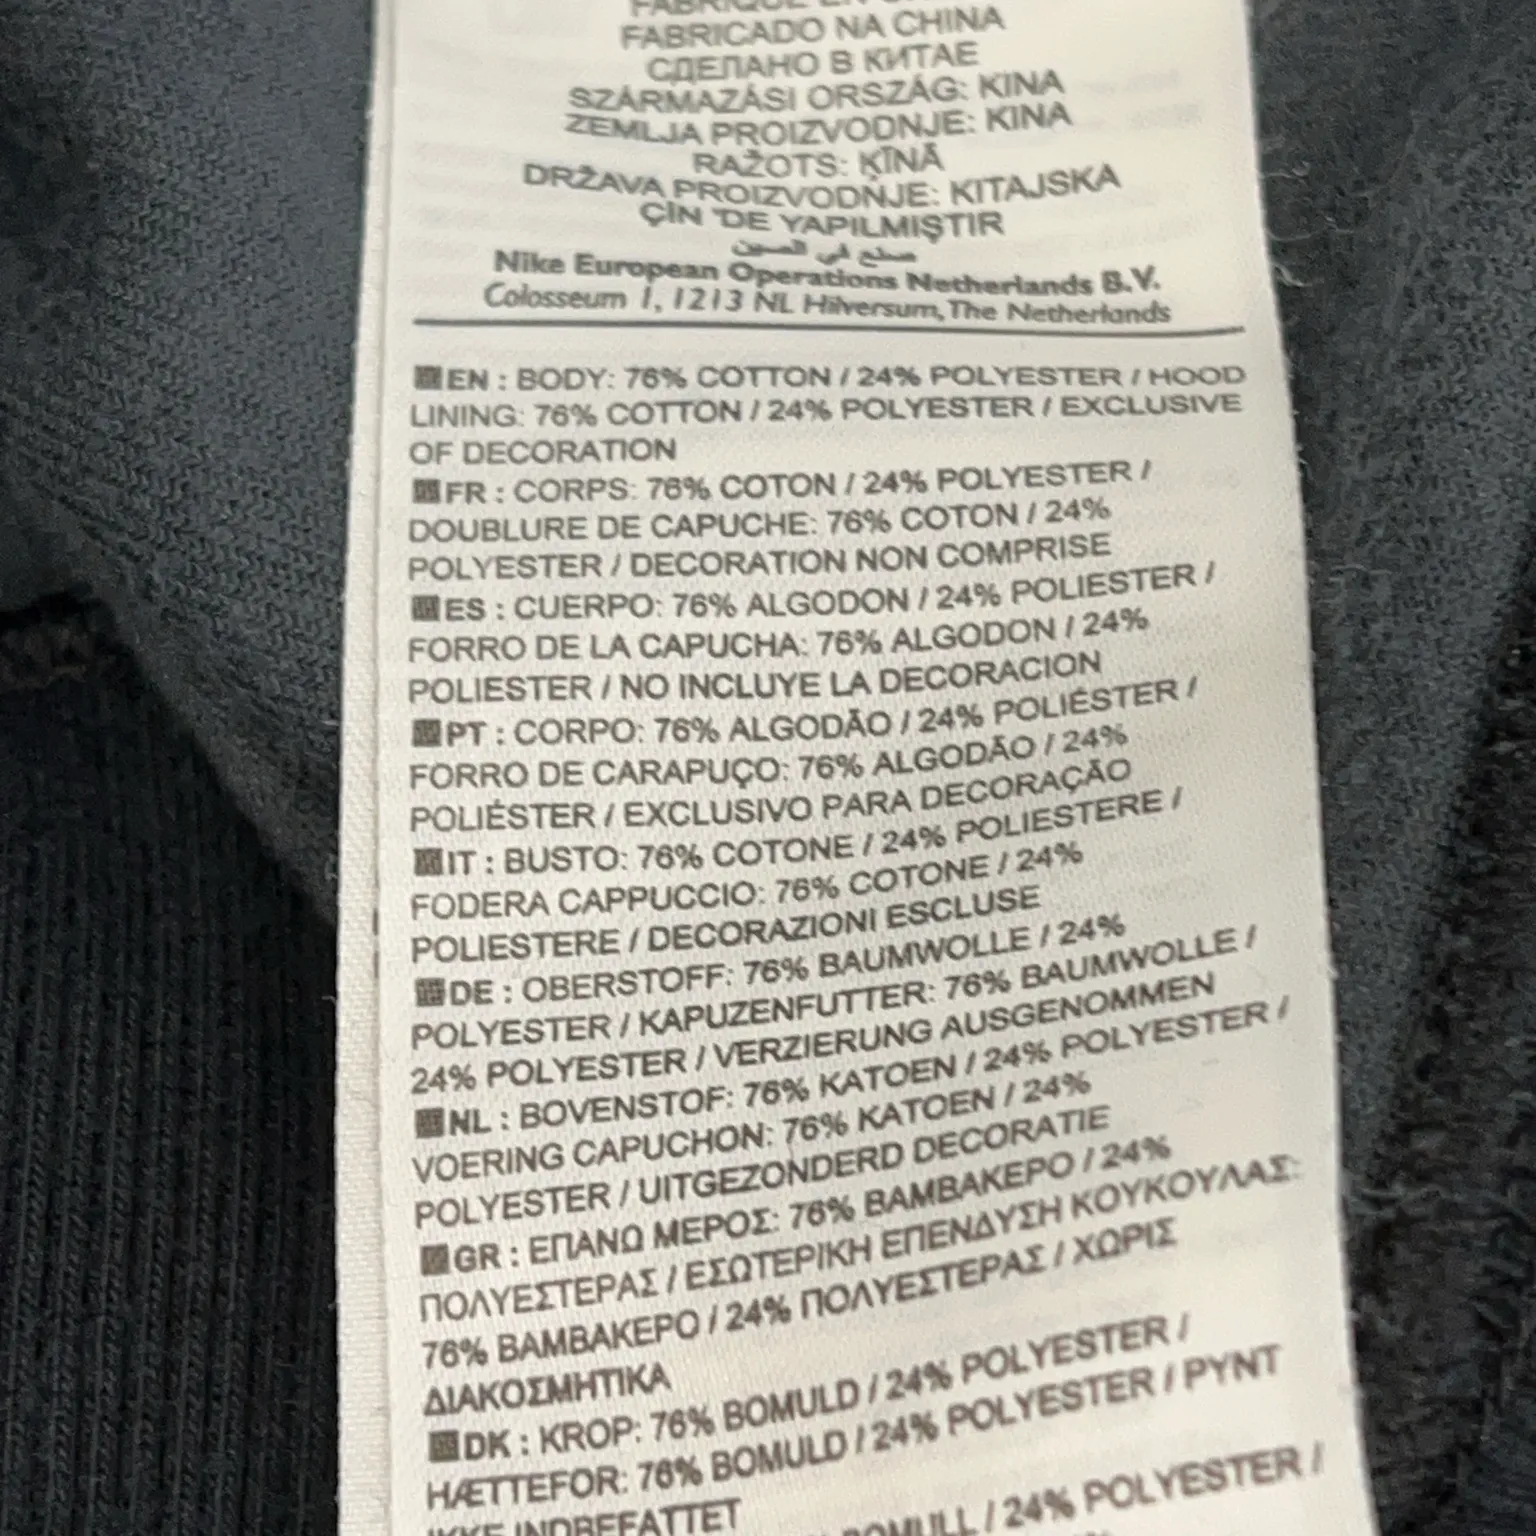 FABRIQUÉ EN
FABRICADO NA CHINA
СДЕЛАНО В КИТАЕ
SZÁRMAZÁSI ORSZÁG: KINA
ZEMLJA PROIZVODNJE: KINA
RAŽOTS: ĶĪNĀ
DRŽAVA PROIZVODNJE: KITAJSKA
ÇİN 'DE YAPILMIŞTIR
صنع في الصين
Nike European Operations Netherlands B.V.
Colosseum 1, 1213 NL Hilversum, The Netherlands
EN : BODY: 76% COTTON / 24% POLYESTER / HOOD
LINING: 76% COTTON / 24% POLYESTER / EXCLUSIVE
OF DECORATION
FR : CORPS: 76% COTON / 24% POLYESTER /
DOUBLURE DE CAPUCHE: 76% COTON / 24%
POLYESTER / DECORATION NON COMPRISE
ES : CUERPO: 76% ALGODON / 24% POLIESTER /
FORRO DE LA CAPUCHA: 76% ALGODON / 24%
POLIESTER / NO INCLUYE LA DECORACION
PT : CORPO: 76% ALGODÃO / 24% POLIÉSTER /
FORRO DE CARAPUÇO: 76% ALGODÃO / 24%
POLIÉSTER / EXCLUSIVO PARA DECORAÇÃO
IT : BUSTO: 76% COTONE / 24% POLIESTERE /
FODERA CAPPUCCIO: 76% COTONE / 24%
POLIESTERE / DECORAZIONI ESCLUSE
DE : OBERSTOFF: 76% BAUMWOLLE / 24%
POLYESTER / KAPUZENFUTTER: 76% BAUMWOLLE /
24% POLYESTER / VERZIERUNG AUSGENOMMEN
NL : BOVENSTOF: 76% KATOEN / 24% POLYESTER /
VOERING CAPUCHON: 76% KATOEN / 24%
POLYESTER / UITGEZONDERD DECORATIE
GR : ΕΠΑΝΩ ΜΕΡΟΣ: 76% ΒΑΜΒΑΚΕΡΟ / 24%
ΠΟΛΥΕΣΤΕΡΑΣ / ΕΣΩΤΕΡΙΚΗ ΕΠΕΝΔΥΣΗ ΚΟΥΚΟΥΛΑΣ:
76% ΒΑΜΒΑΚΕΡΟ / 24% ΠΟΛΥΕΣΤΕΡΑΣ / ΧΩΡΙΣ
ΔΙΑΚΟΣΜΗΤΙΚΑ
DK : KROP: 76% BOMULD / 24% POLYESTER /
HÆTTEFOR: 76% BOMULD / 24% POLYESTER / PYNT
IKKE INDBEFATTET
BOMULL / 24% POLYESTER /